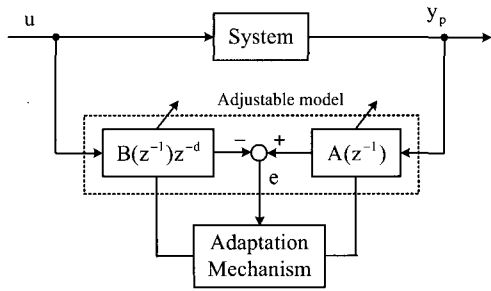 u
y_p
System
Adjustable model
B(z⁻¹)z⁻ᵈ
−
+
A(z⁻¹)
e
Adaptation
Mechanism